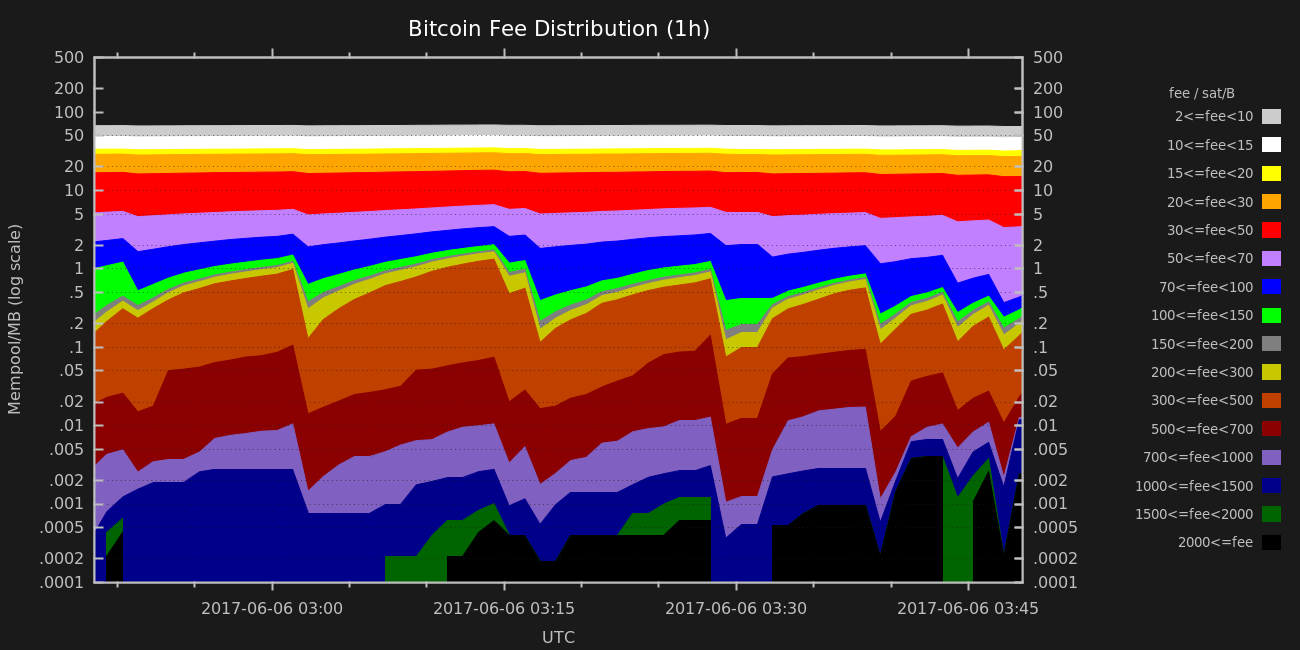 Bitcoin Fee Distribution (1h)
500 500
200 200
100 100
50 50
20 20
10 10
5 5
2 2
1 1
.5 .5
.2 .2
.1 .1
.05 .05
.02 .02
.01 .01
.005 .005
.002 .002
.001 .001
.0005 .0005
.0002 .0002
.0001 .0001
Mempool/MB (log scale)
2017-06-06 03:00 2017-06-06 03:15 2017-06-06 03:30 2017-06-06 03:45
UTC
fee / sat/B
2<=fee<10
10<=fee<15
15<=fee<20
20<=fee<30
30<=fee<50
50<=fee<70
70<=fee<100
100<=fee<150
150<=fee<200
200<=fee<300
300<=fee<500
500<=fee<700
700<=fee<1000
1000<=fee<1500
1500<=fee<2000
2000<=fee